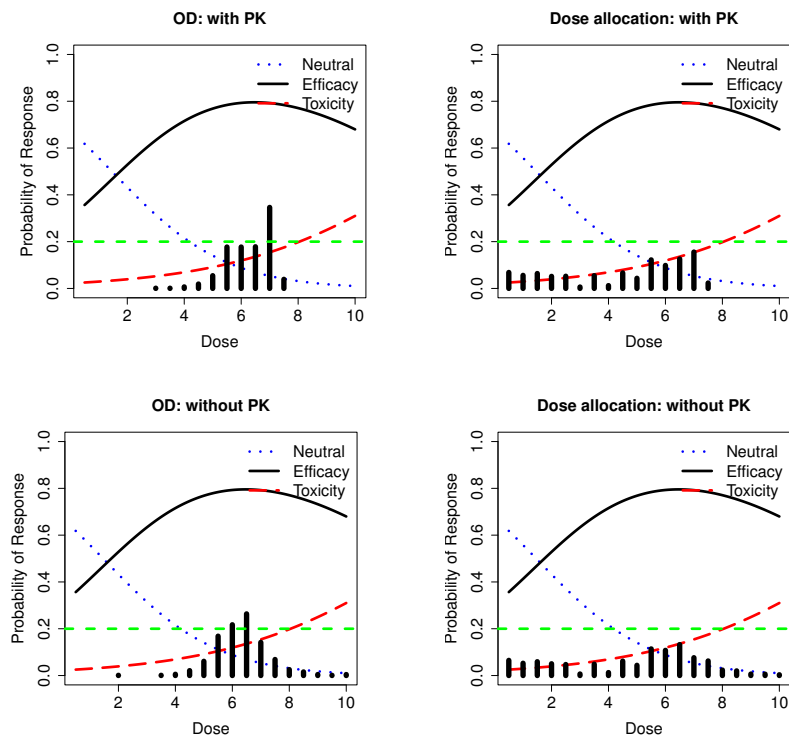 OD: with PK
Neutral
Efficacy
Toxicity
Probability of Response
0.0 0.2 0.4 0.6 0.8 1.0
2 4 6 8 10
Dose
Dose allocation: with PK
Neutral
Efficacy
Toxicity
Probability of Response
0.0 0.2 0.4 0.6 0.8 1.0
2 4 6 8 10
Dose
OD: without PK
Neutral
Efficacy
Toxicity
Probability of Response
0.0 0.2 0.4 0.6 0.8 1.0
2 4 6 8 10
Dose
Dose allocation: without PK
Neutral
Efficacy
Toxicity
Probability of Response
0.0 0.2 0.4 0.6 0.8 1.0
2 4 6 8 10
Dose